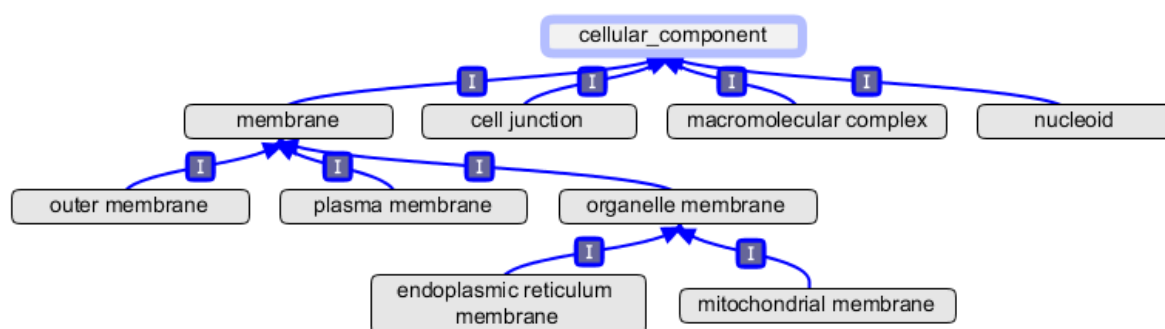 cellular_component
I I I I
membrane cell junction macromolecular complex nucleoid
I I I
outer membrane plasma membrane organelle membrane
I I
endoplasmic reticulum
membrane
mitochondrial membrane